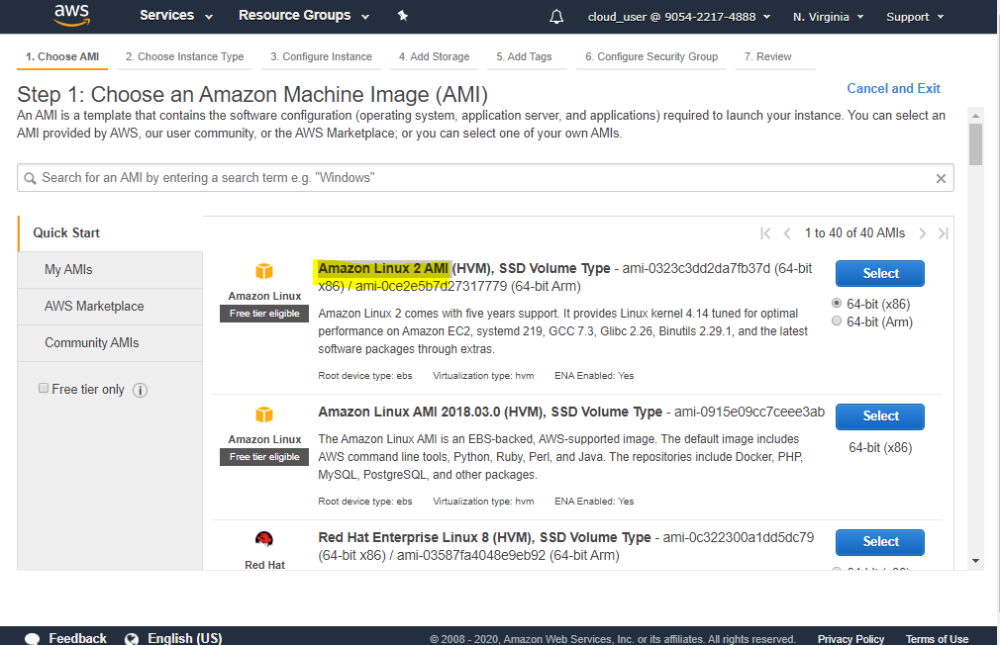 aws
Services
Resource Groups
cloud_user @ 9054-2217-4888
N. Virginia
Support
1. Choose AMI
2. Choose Instance Type
3. Configure Instance
4. Add Storage
5. Add Tags
6. Configure Security Group
7. Review
Step 1: Choose an Amazon Machine Image (AMI)
Cancel and Exit
An AMI is a template that contains the software configuration (operating system, application server, and applications) required to launch your instance. You can select an
AMI provided by AWS, our user community, or the AWS Marketplace; or you can select one of your own AMIs.
Search for an AMI by entering a search term e.g. "Windows"
Quick Start
My AMIs
AWS Marketplace
Community AMIs
Free tier only
1 to 40 of 40 AMIs
Amazon Linux
Free tier eligible
Amazon Linux 2 AMI (HVM), SSD Volume Type - ami-0323c3dd2da7fb37d (64-bit
x86) / ami-0ce2e5b7d27317779 (64-bit Arm)
Amazon Linux 2 comes with five years support. It provides Linux kernel 4.14 tuned for optimal
performance on Amazon EC2, systemd 219, GCC 7.3, Glibc 2.26, Binutils 2.29.1, and the latest
software packages through extras.
Root device type: ebs Virtualization type: hvm ENA Enabled: Yes
Select
64-bit (x86)
64-bit (Arm)
Amazon Linux
Free tier eligible
Amazon Linux AMI 2018.03.0 (HVM), SSD Volume Type - ami-0915e09cc7ceee3ab
The Amazon Linux AMI is an EBS-backed, AWS-supported image. The default image includes
AWS command line tools, Python, Ruby, Perl, and Java. The repositories include Docker, PHP,
MySQL, PostgreSQL, and other packages.
Root device type: ebs Virtualization type: hvm ENA Enabled: Yes
Select
64-bit (x86)
Red Hat
Red Hat Enterprise Linux 8 (HVM), SSD Volume Type - ami-0c322300a1dd5dc79
(64-bit x86) / ami-03587fa4048e9eb92 (64-bit Arm)
Select
Feedback
English (US)
© 2008 - 2020, Amazon Web Services, Inc. or its affiliates. All rights reserved.
Privacy Policy
Terms of Use